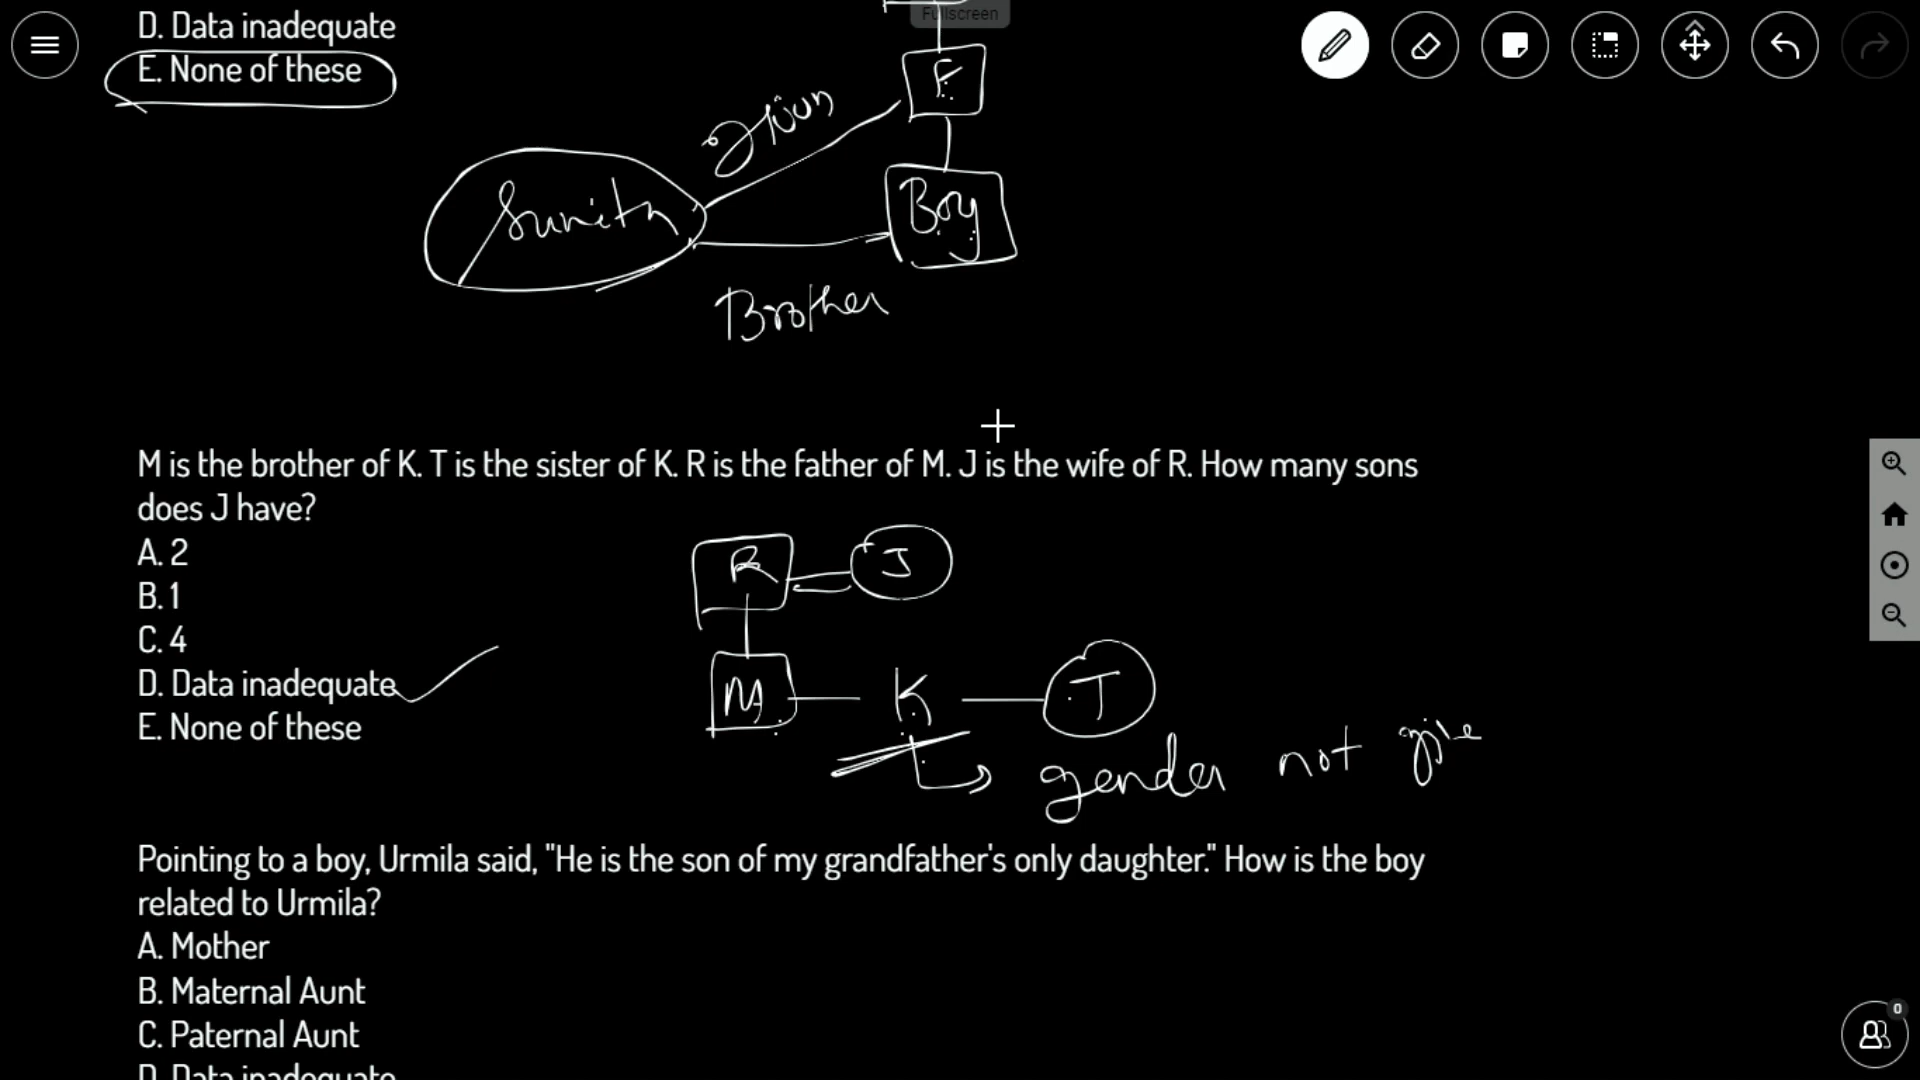 D. Data inadequate
Fullscreen
E. None of these
F
Boy
Brother
M is the brother of K. T is the sister of K. R is the father of M. J is the wife of R. How many sons
does J have?
A. 2
R
J
B. 1
C. 4
D. Data inadequate
M
K
T
E. None of these
gender not
Pointing to a boy, Urmila said, "He is the son of my grandfather's only daughter." How is the boy
related to Urmila?
A. Mother
B. Maternal Aunt
C. Paternal Aunt
0
D. Data inadequate